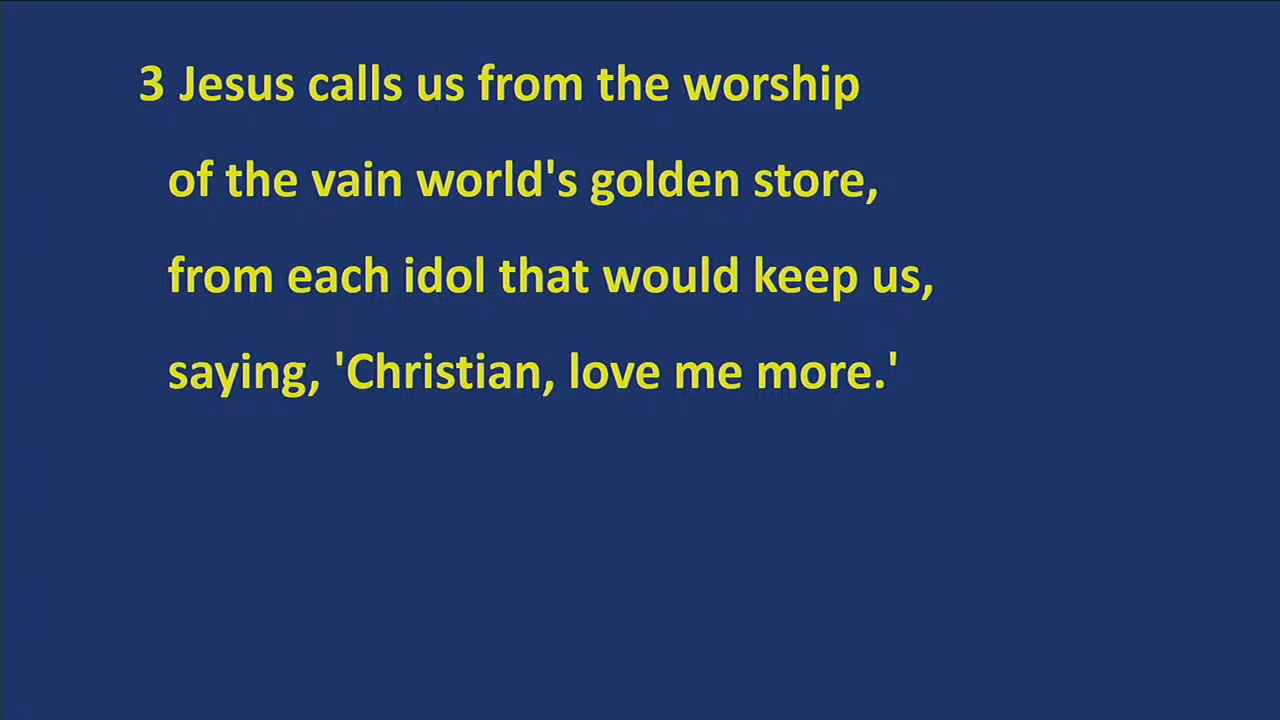 3 Jesus calls us from the worship
of the vain world's golden store,
from each idol that would keep us,
saying, 'Christian, love me more.'